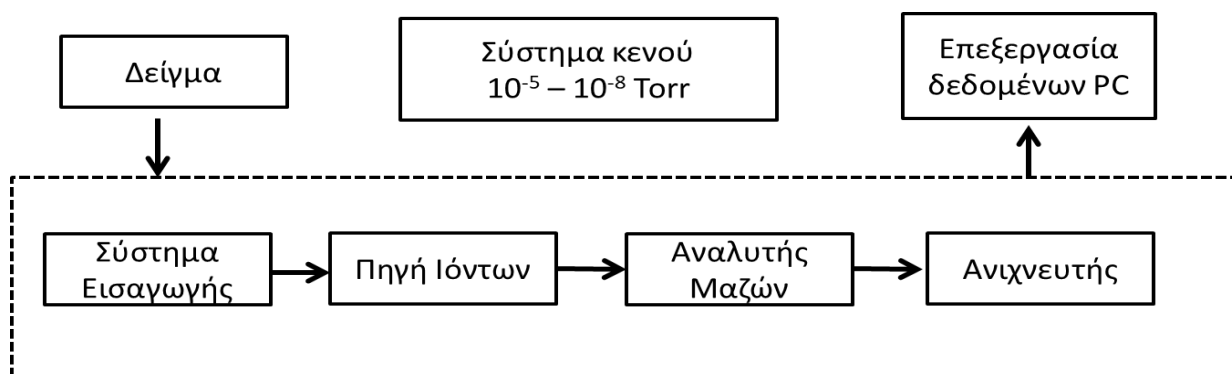 Δείγμα
Σύστημα κενού
10⁻⁵ – 10⁻⁸ Torr
Επεξεργασία
δεδομένων PC
Σύστημα
Εισαγωγής
Πηγή Ιόντων
Αναλυτής
Μαζών
Ανιχνευτής